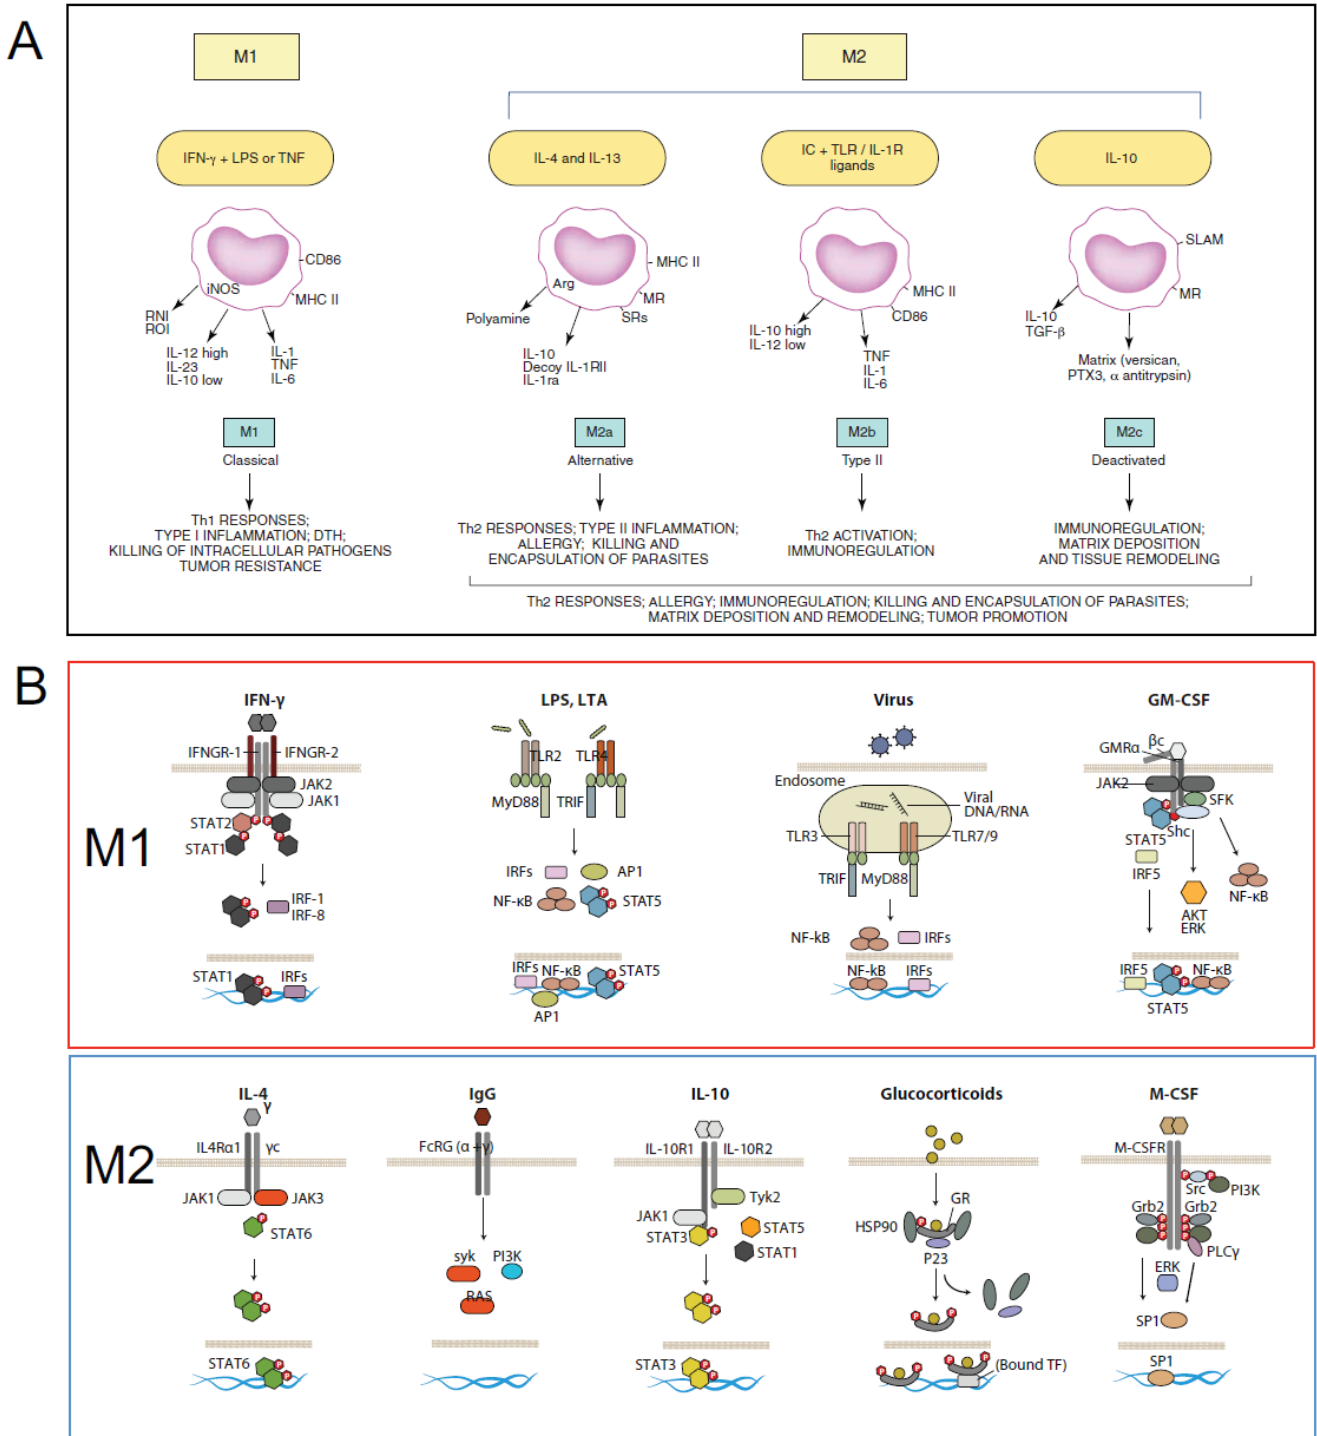 A
M1
M2
IFN-γ + LPS or TNF
IL-4 and IL-13
IC + TLR / IL-1R
ligands
IL-10
CD86
iNOS
MHC II
RNI
ROI
IL-12 high
IL-23
IL-10 low
IL-1
TNF
IL-6
MHC II
Arg
MR
SRs
Polyamine
IL-10
Decoy IL-1RII
IL-1ra
MHC II
CD86
IL-10 high
IL-12 low
TNF
IL-1
IL-6
SLAM
MR
IL-10
TGF-β
Matrix (versican,
PTX3, α antitrypsin)
M1
Classical
M2a
Alternative
M2b
Type II
M2c
Deactivated
Th1 RESPONSES;
TYPE I INFLAMMATION; DTH;
KILLING OF INTRACELLULAR PATHOGENS
TUMOR RESISTANCE
Th2 RESPONSES; TYPE II INFLAMMATION;
ALLERGY; KILLING AND
ENCAPSULATION OF PARASITES
Th2 ACTIVATION;
IMMUNOREGULATION
IMMUNOREGULATION;
MATRIX DEPOSITION
AND TISSUE REMODELING
Th2 RESPONSES; ALLERGY; IMMUNOREGULATION; KILLING AND ENCAPSULATION OF PARASITES;
MATRIX DEPOSITION AND REMODELING; TUMOR PROMOTION
B
M1
IFN-γ
IFNGR-1
IFNGR-2
JAK2
JAK1
STAT2
P
P
STAT1
P
P
P
IRF-1
IRF-8
STAT1
P
P
IRFs
LPS, LTA
TLR2
TLR4
MyD88
TRIF
IRFs
AP1
NF-κB
P
P
STAT5
IRFs
NF-κB
P
P
STAT5
AP1
Virus
Endosome
Viral
DNA/RNA
TLR3
TLR7/9
TRIF
MyD88
NF-kB
IRFs
NF-kB
IRFs
GM-CSF
GMRα
βc
JAK2
SFK
P
Shc
STAT5
IRF5
AKT
ERK
NF-κB
IRF5
P
P
NF-κB
STAT5
M2
IL-4
γ
IL4Rα1
γc
JAK1
JAK3
P
STAT6
P
P
STAT6
P
P
IgG
FcRG (α +γ)
syk
PI3K
RAS
IL-10
IL-10R1
IL-10R2
Tyk2
JAK1
STAT3
P
STAT5
STAT1
P
P
STAT3
P
P
Glucocorticoids
GR
HSP90
P
P
P23
P
P
P
P
P
P
(Bound TF)
M-CSF
M-CSFR
P
P
Src
PI3K
Grb2
Grb2
P
P
P
P
P
P
PLCγ
ERK
SP1
SP1